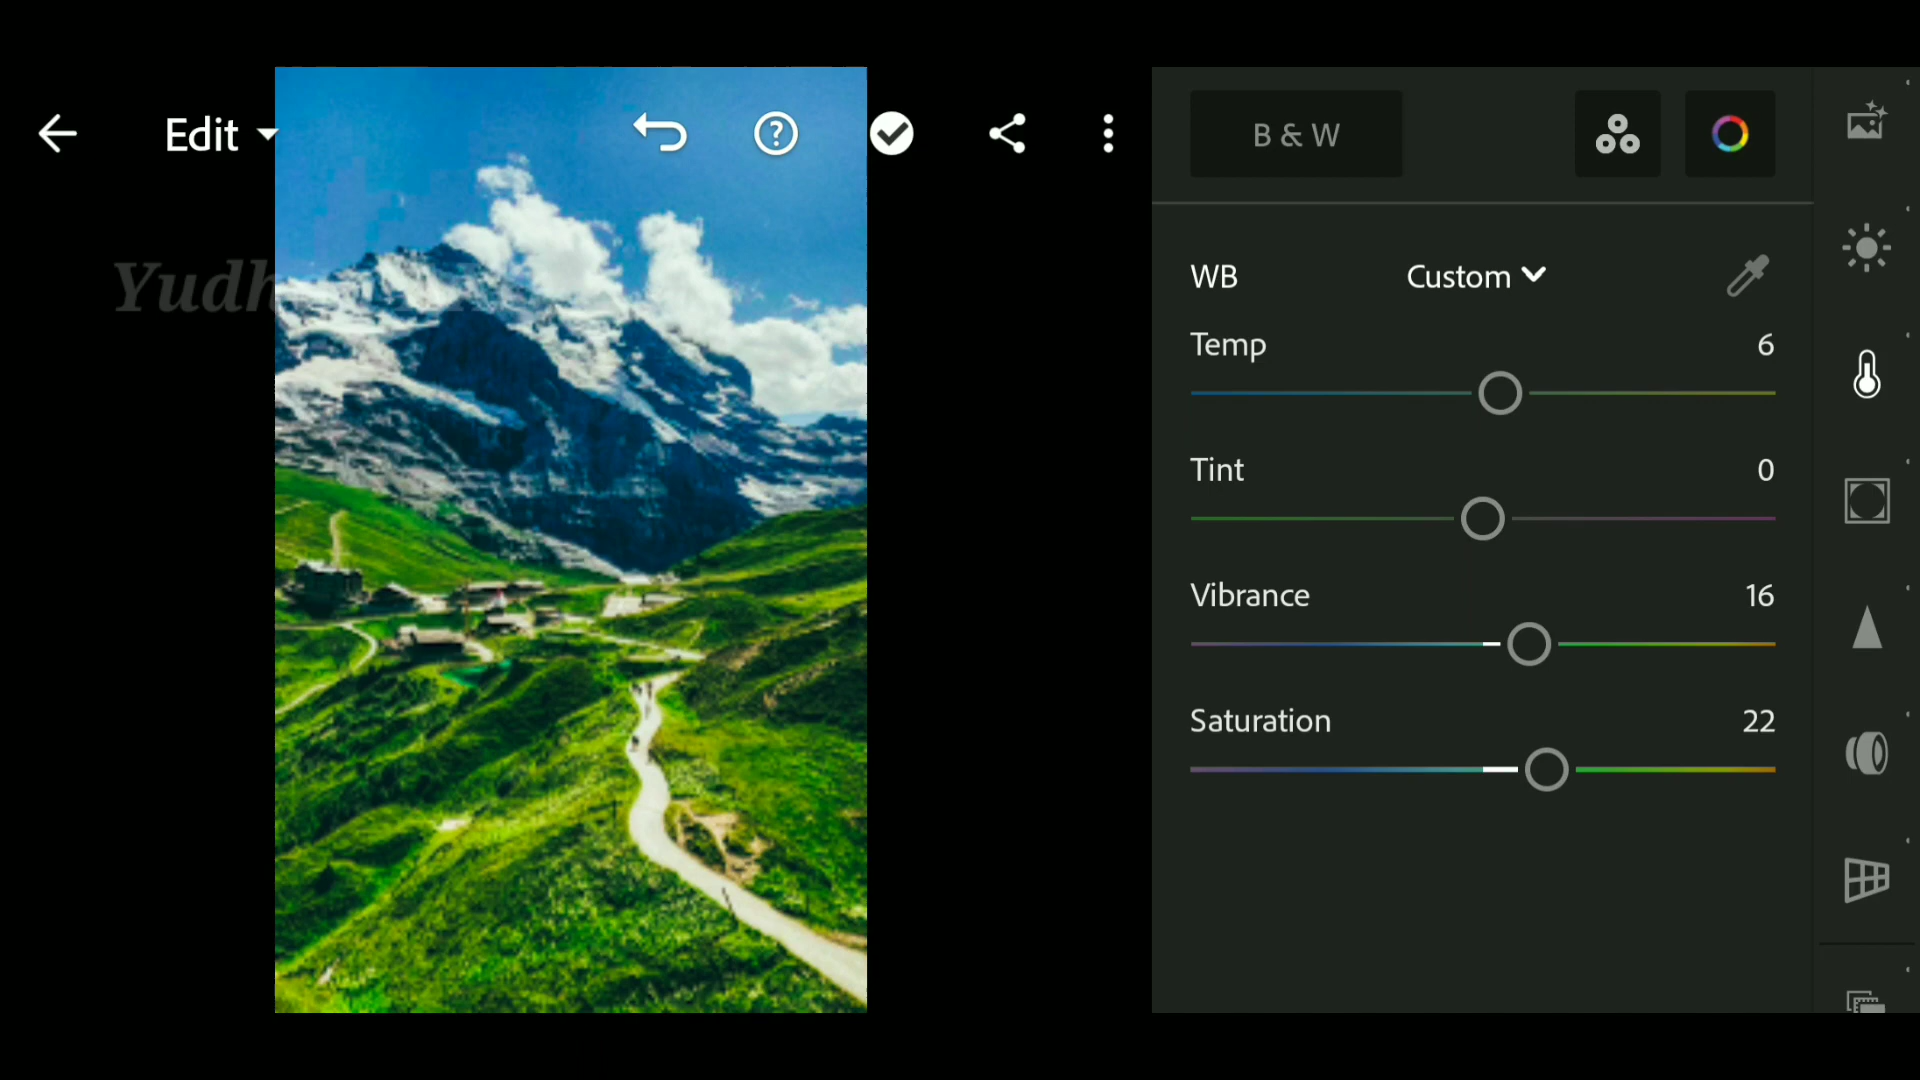 Edit
B & W
WB Custom
Temp 6
Tint 0
Vibrance 16
Saturation 22